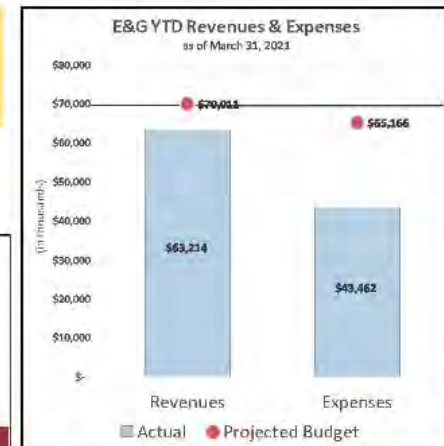 E&G YTD Revenues & Expenses
as of March 31, 2021
$80,000
$70,000
$70,011
$65,166
$60,000
$50,000
(in thousands)
$40,000
$63,214
$30,000
$43,462
$20,000
$10,000
$-
Revenues Expenses
Actual Projected Budget